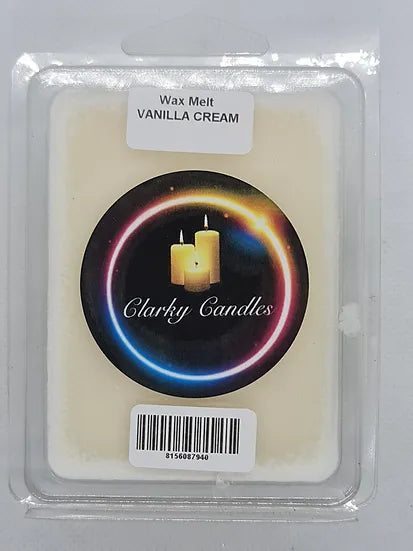 Wax Melt
VANILLA CREAM
Clarky Candles
8156087940